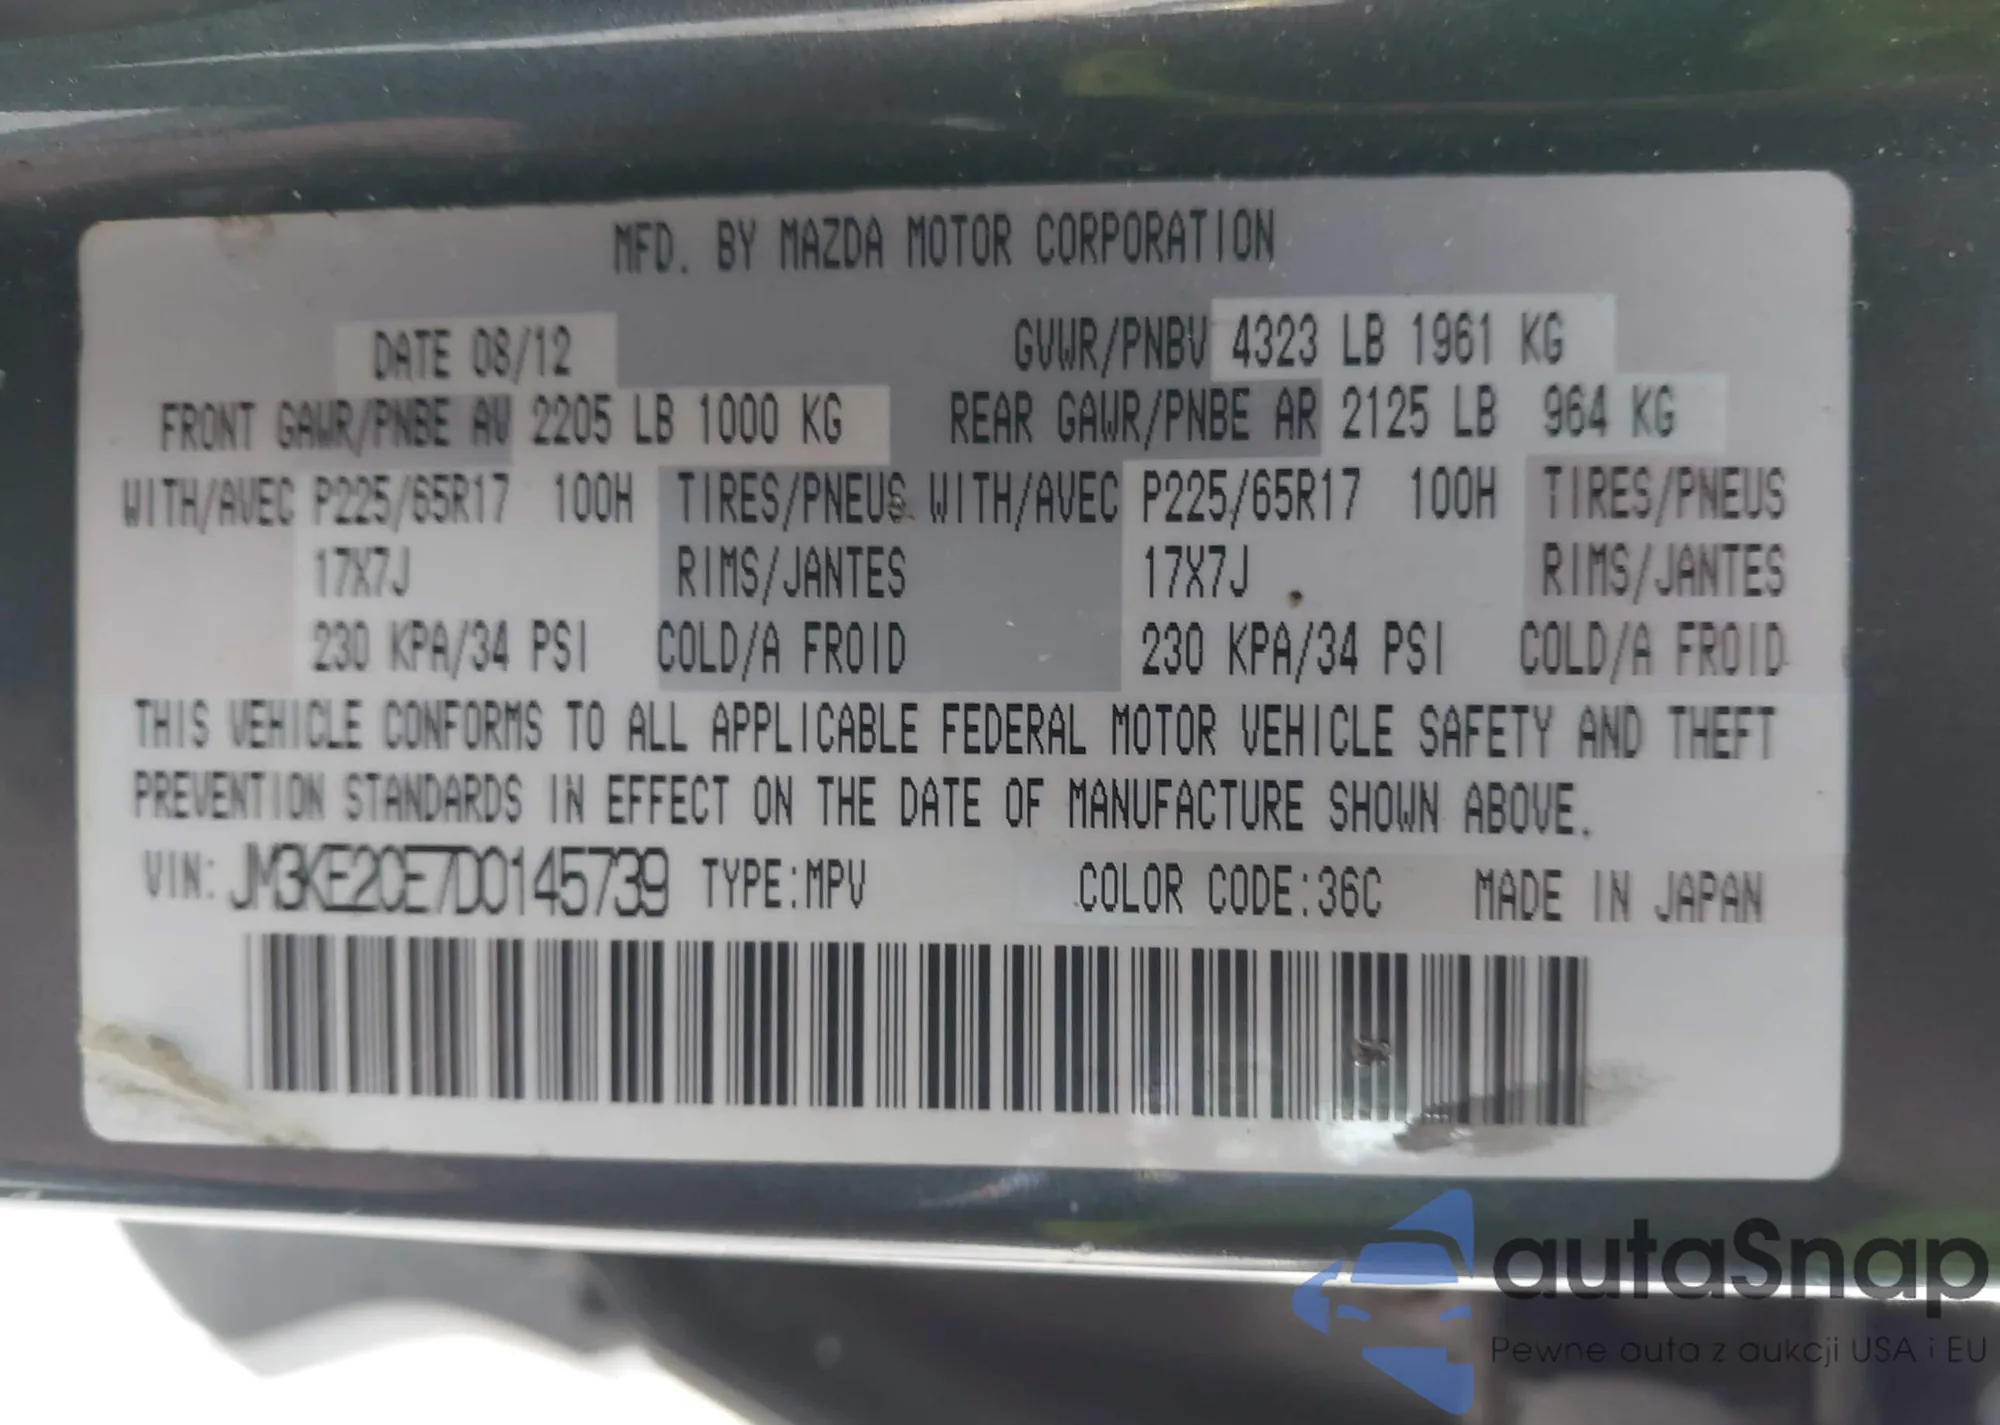 MFD. BY MAZDA MOTOR CORPORATION
DATE 08/12 GVWR/PNBV 4323 LB 1961 KG
FRONT GAWR/PNBE AV 2205 LB 1000 KG REAR GAWR/PNBE AR 2125 LB 964 KG
WITH/AVEC P225/65R17 100H TIRES/PNEUS WITH/AVEC P225/65R17 100H TIRES/PNEUS
17X7J RIMS/JANTES 17X7J RIMS/JANTES
230 KPA/34 PSI COLD/A FROID 230 KPA/34 PSI COLD/A FROID
THIS VEHICLE CONFORMS TO ALL APPLICABLE FEDERAL MOTOR VEHICLE SAFETY AND THEFT
PREVENTION STANDARDS IN EFFECT ON THE DATE OF MANUFACTURE SHOWN ABOVE.
VIN: JM3KE2CE7D0145739 TYPE:MPV COLOR CODE:36C MADE IN JAPAN
autaSnap
Pewne auta z aukcji USA i EU